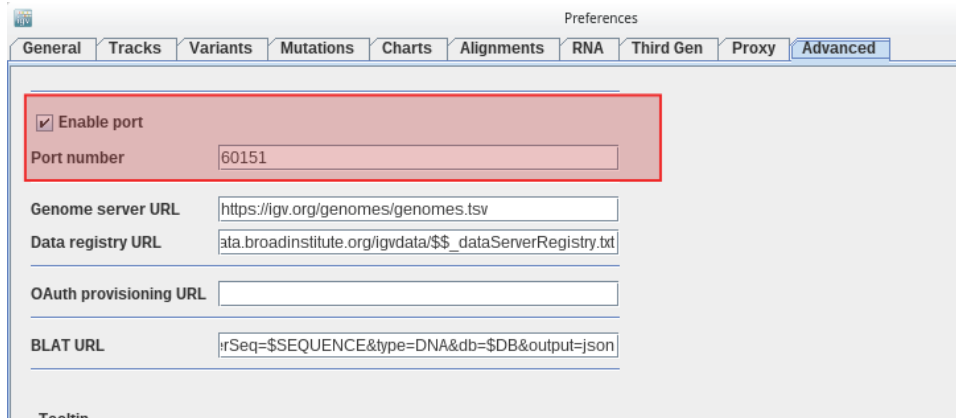 Preferences
General Tracks Variants Mutations Charts Alignments RNA Third Gen Proxy Advanced
Enable port
Port number 60151
Genome server URL https://igv.org/genomes/genomes.tsv
Data registry URL ata.broadinstitute.org/igvdata/$$_dataServerRegistry.txt
OAuth provisioning URL
BLAT URL rSeq=$SEQUENCE&type=DNA&db=$DB&output=json
Tooltip